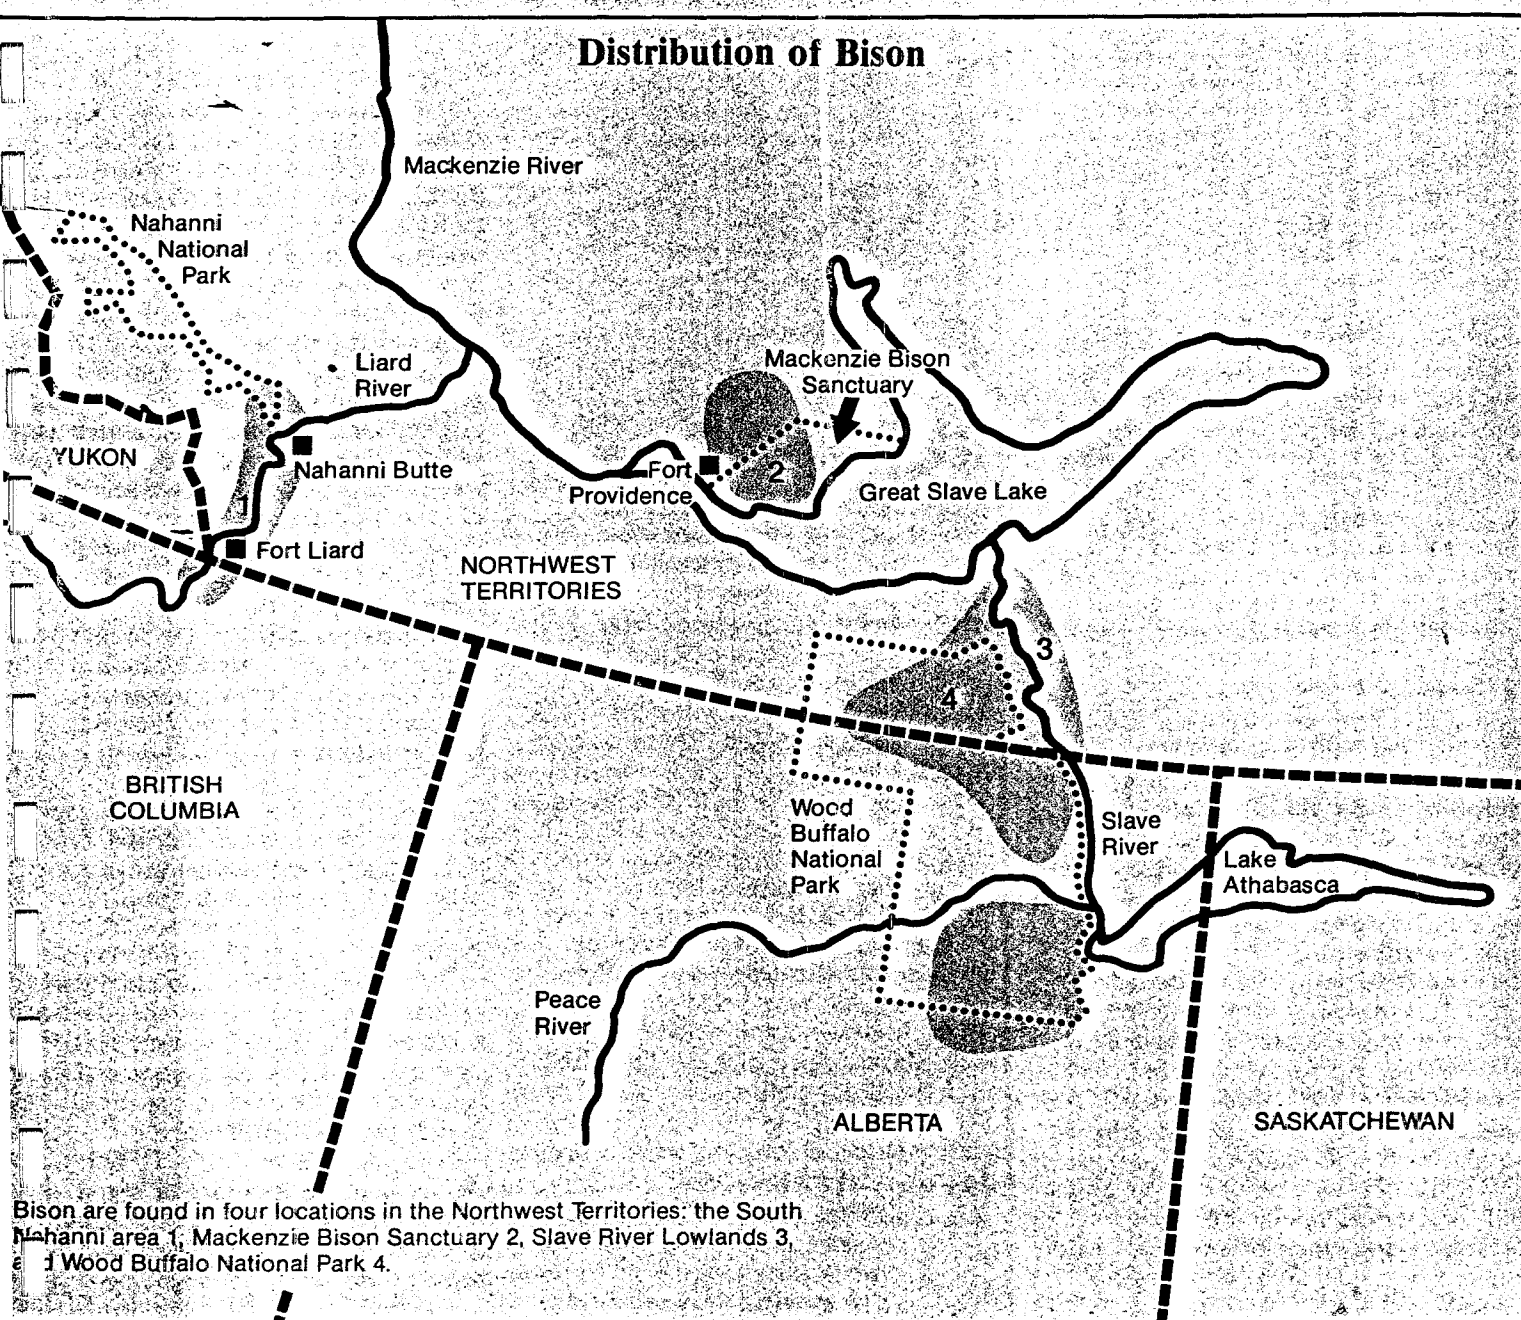 Distribution of Bison
Mackenzie River
Nahanni
National
Park
Liard
River
Mackenzie Bison
Sanctuary
YUKON
Nahanni Butte
Fort
Providence
2
Great Slave Lake
1
Fort Liard
NORTHWEST
TERRITORIES
3
4
BRITISH
COLUMBIA
Wood
Buffalo
National
Park
Slave
River
Lake
Athabasca
Peace
River
ALBERTA
SASKATCHEWAN
Bison are found in four locations in the Northwest Territories: the South
Nahanni area 1, Mackenzie Bison Sanctuary 2, Slave River Lowlands 3,
Wood Buffalo National Park 4.